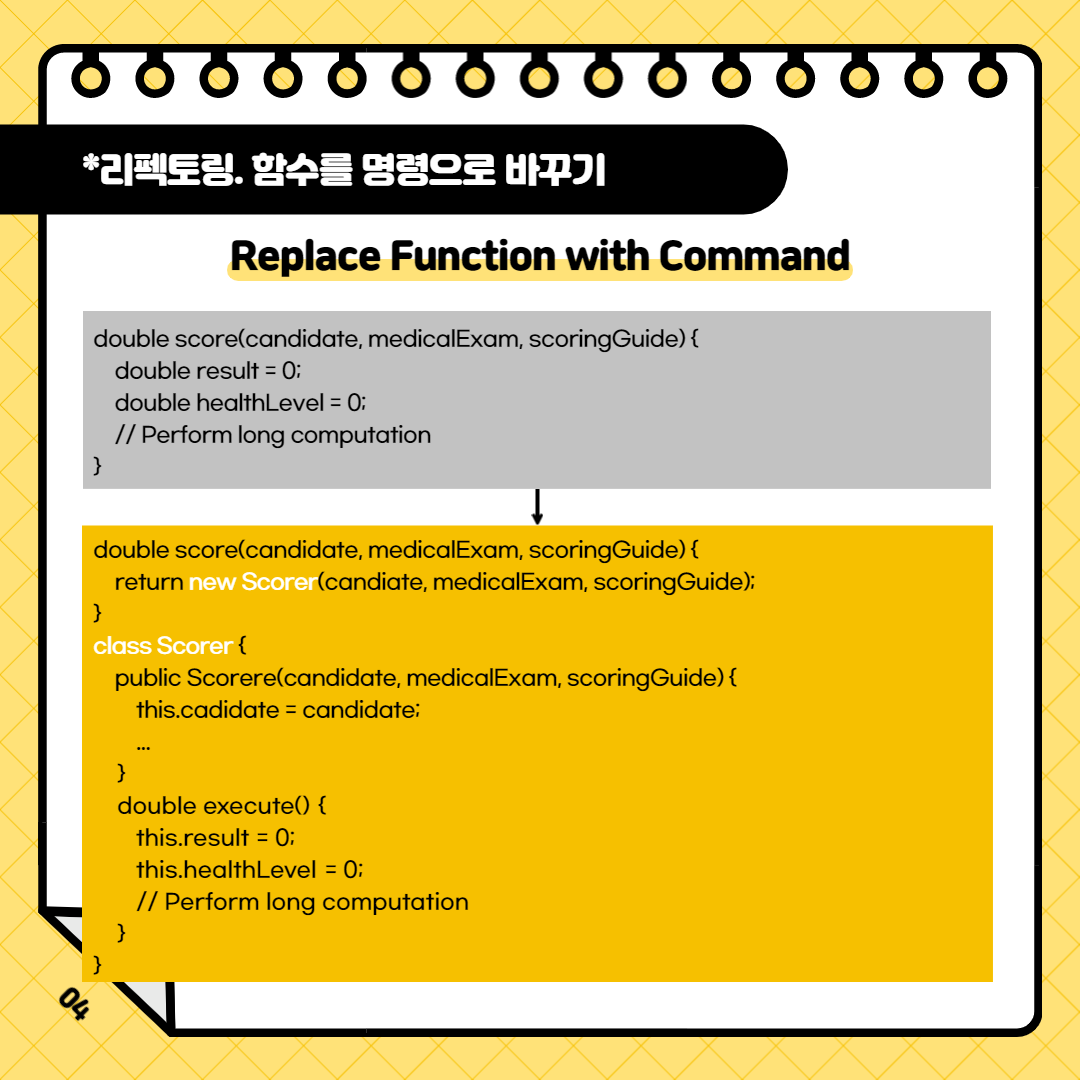 *리펙토링. 함수를 명령으로 바꾸기
Replace Function with Command
double score(candidate, medicalExam, scoringGuide) {
double result = 0;
double healthLevel = 0;
// Perform long computation
}
double score(candidate, medicalExam, scoringGuide) {
return new Scorer(candiate, medicalExam, scoringGuide);
}
class Scorer {
public Scorere(candidate, medicalExam, scoringGuide) {
this.cadidate = candidate;
...
}
double execute() {
this.result = 0;
this.healthLevel = 0;
// Perform long computation
}
}
04